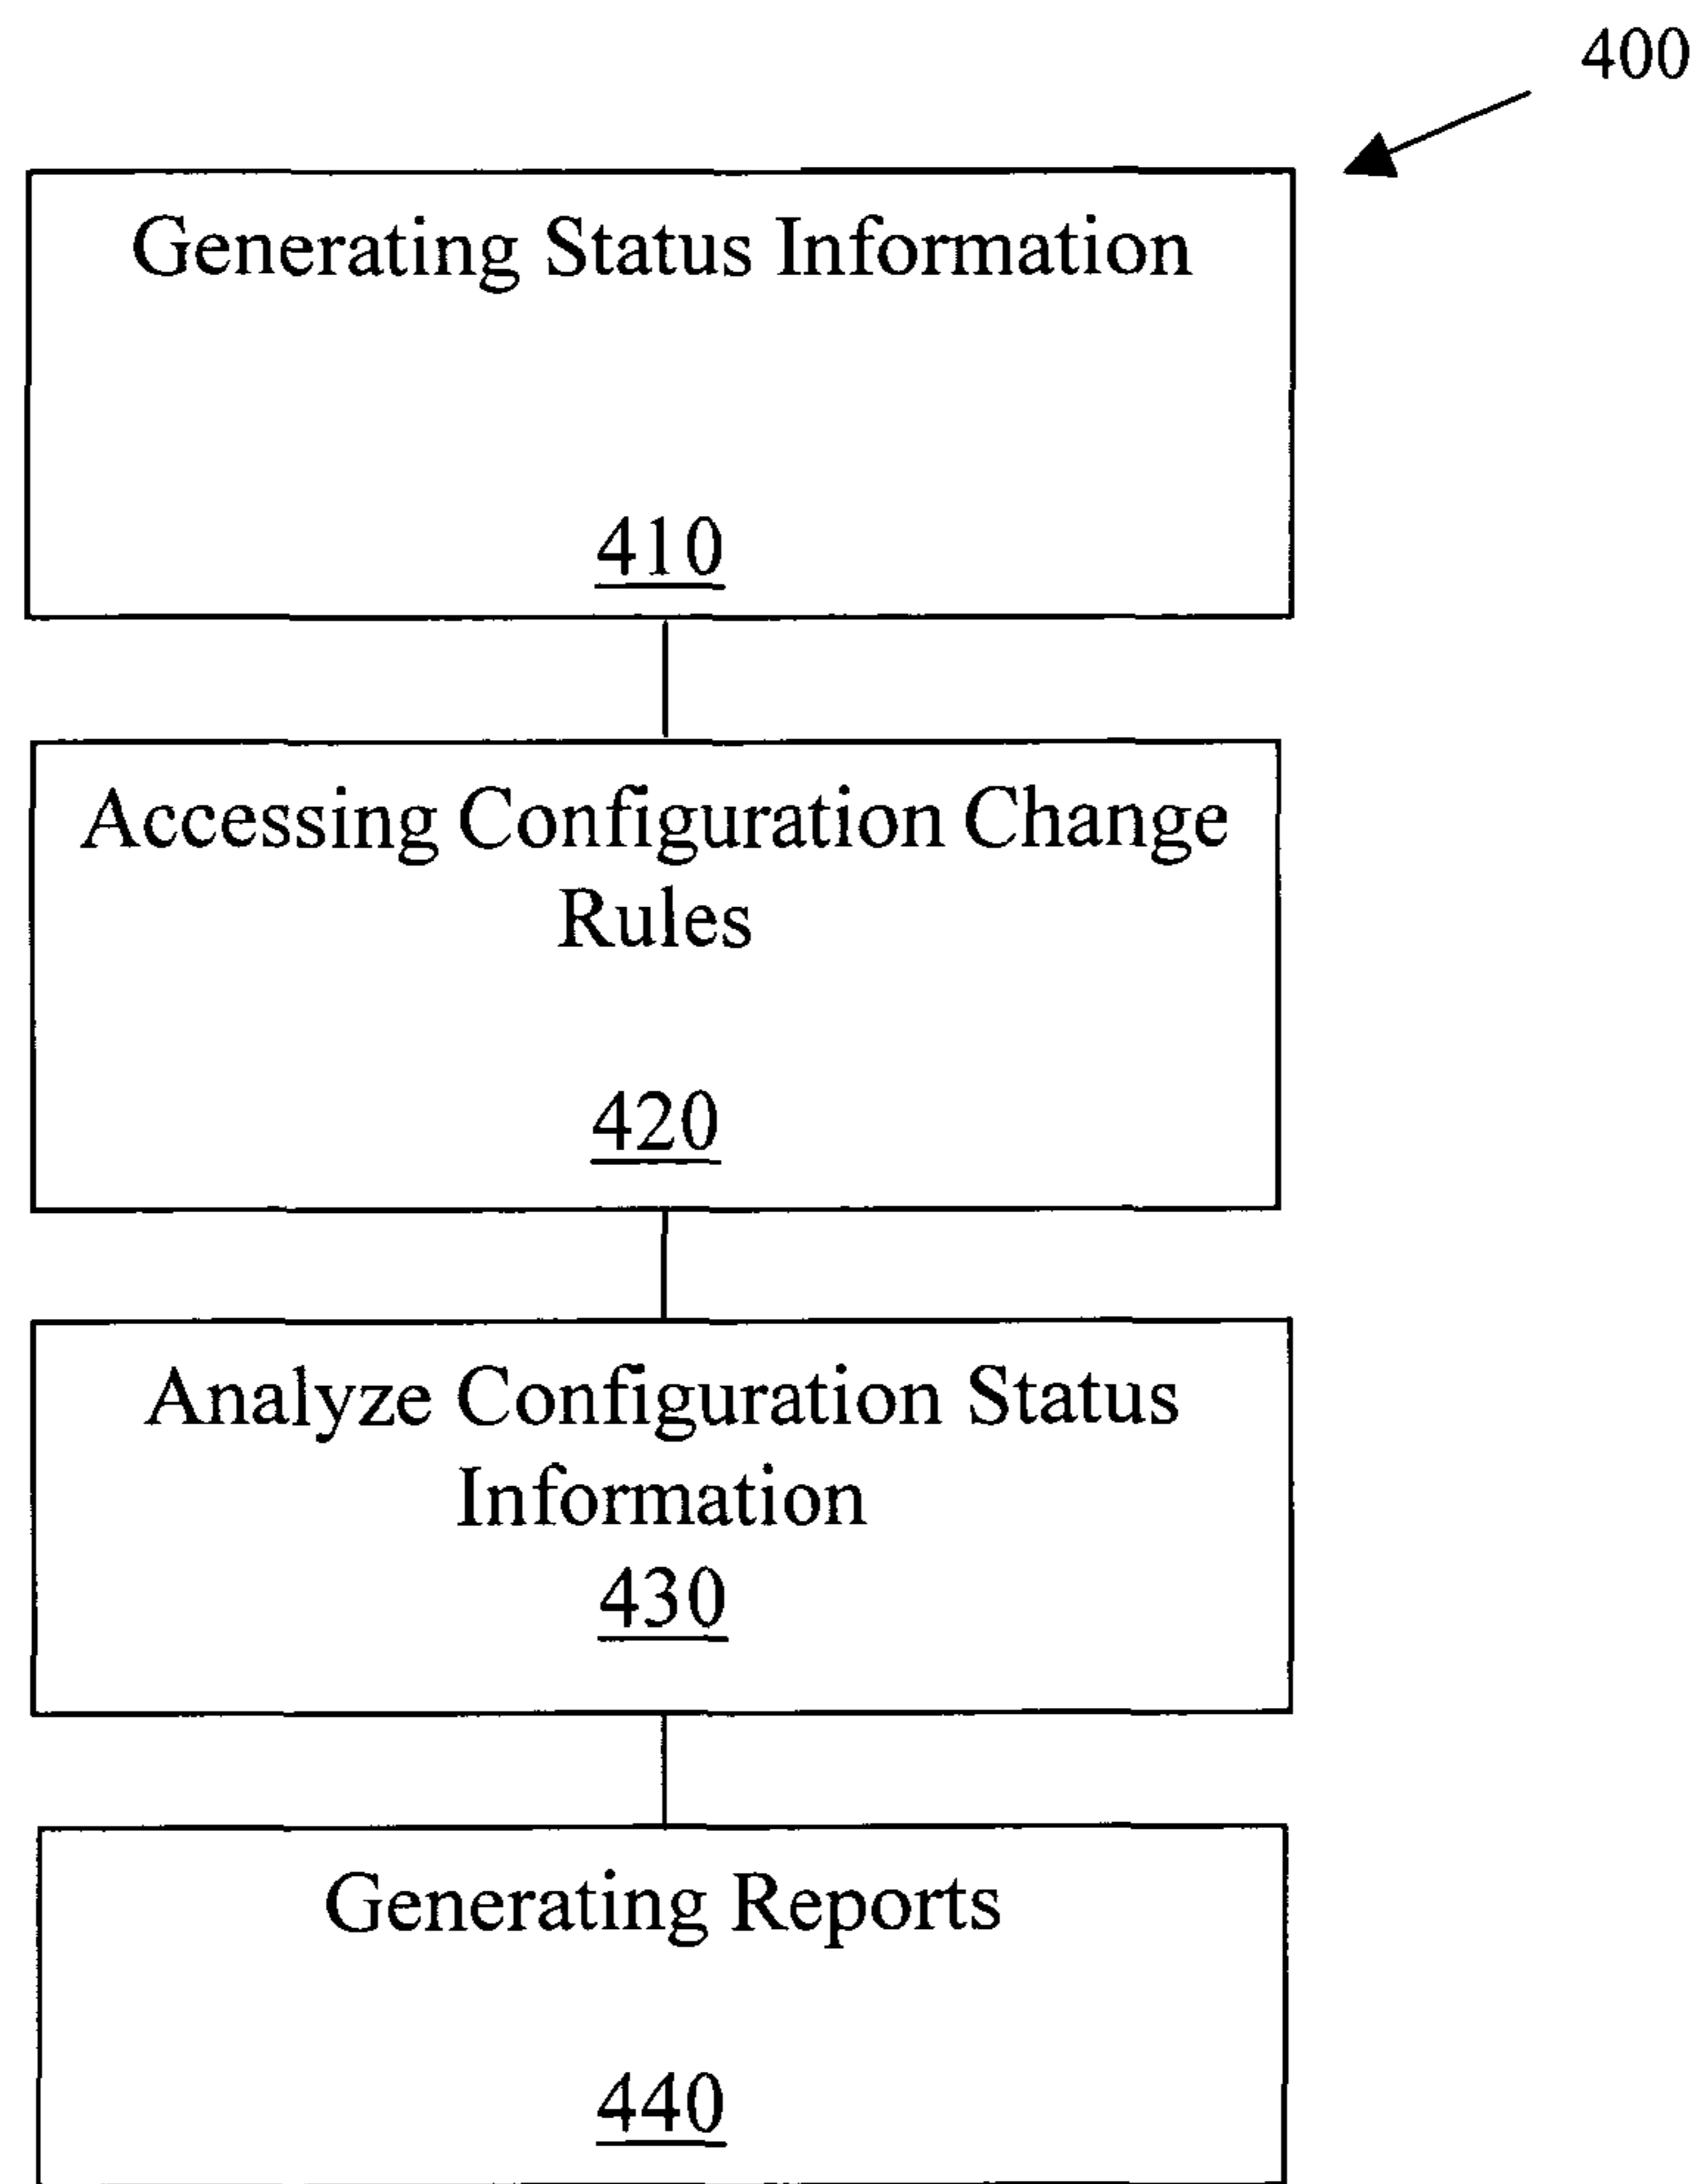 400
Generating Status Information
410
Accessing Configuration Change
Rules
420
Analyze Configuration Status
Information
430
Generating Reports
440